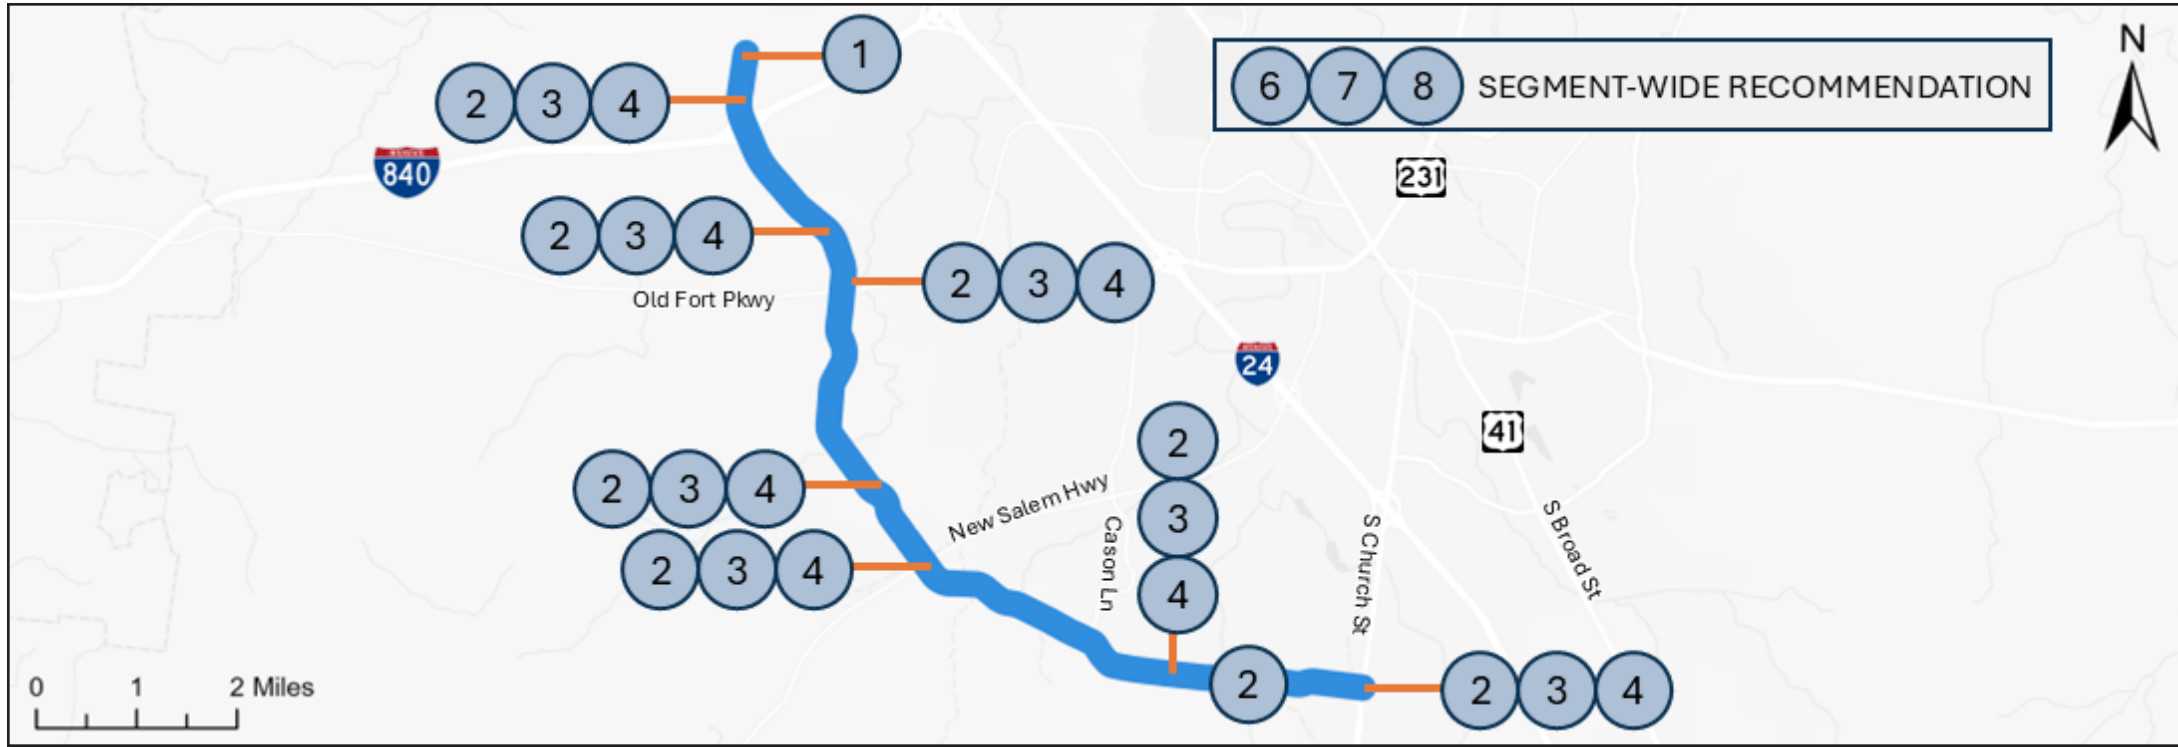 N
1
6 7 8 SEGMENT-WIDE RECOMMENDATION
2 3 4
840
231
2 3 4
2 3 4
Old Fort Pkwy
24
41
2
3
4
2 3 4
New Salem Hwy
Cason Ln
S Church St
S Broad St
2 3 4
2
2 3 4
0 1 2 Miles